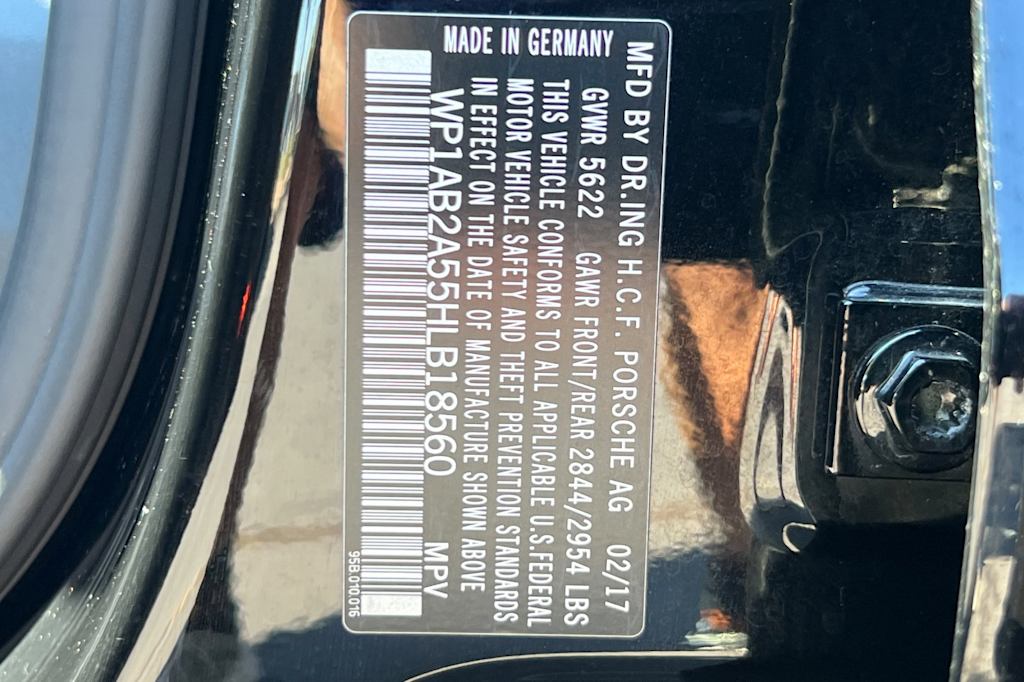 MFD BY DR.ING H.C.F. PORSCHE AG 02/17
GVWR 5622 GAWR FRONT/REAR 2844/2954 LBS
THIS VEHICLE CONFORMS TO ALL APPLICABLE U.S.FEDERAL
MOTOR VEHICLE SAFETY AND THEFT PREVENTION STANDARDS
IN EFFECT ON THE DATE OF MANUFACTURE SHOWN ABOVE
MADE IN GERMANY
WP1AB2A55HLB18560 MPV
95B.010.016